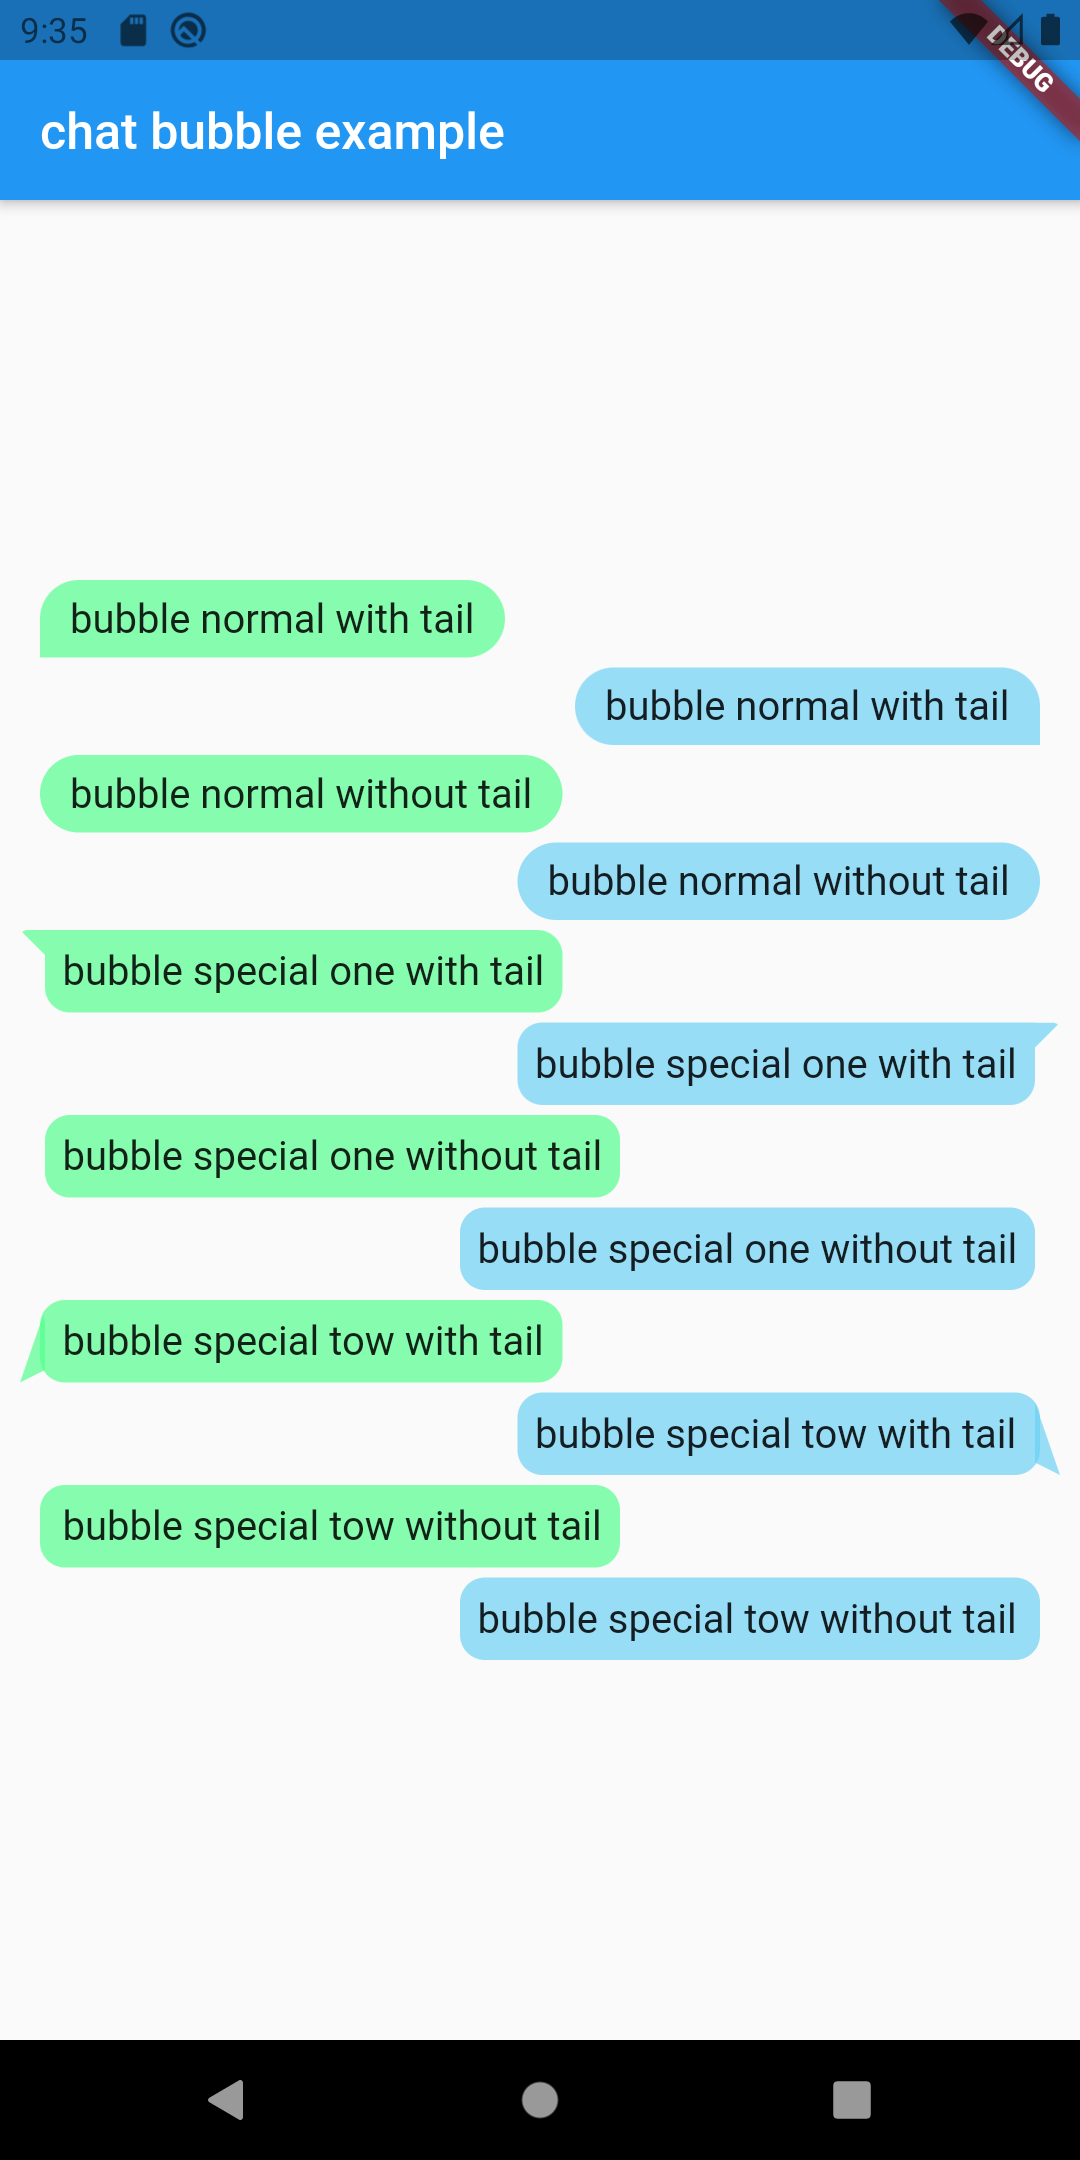 9:35
DEBUG
chat bubble example
bubble normal with tail
bubble normal with tail
bubble normal without tail
bubble normal without tail
bubble special one with tail
bubble special one with tail
bubble special one without tail
bubble special one without tail
bubble special tow with tail
bubble special tow with tail
bubble special tow without tail
bubble special tow without tail